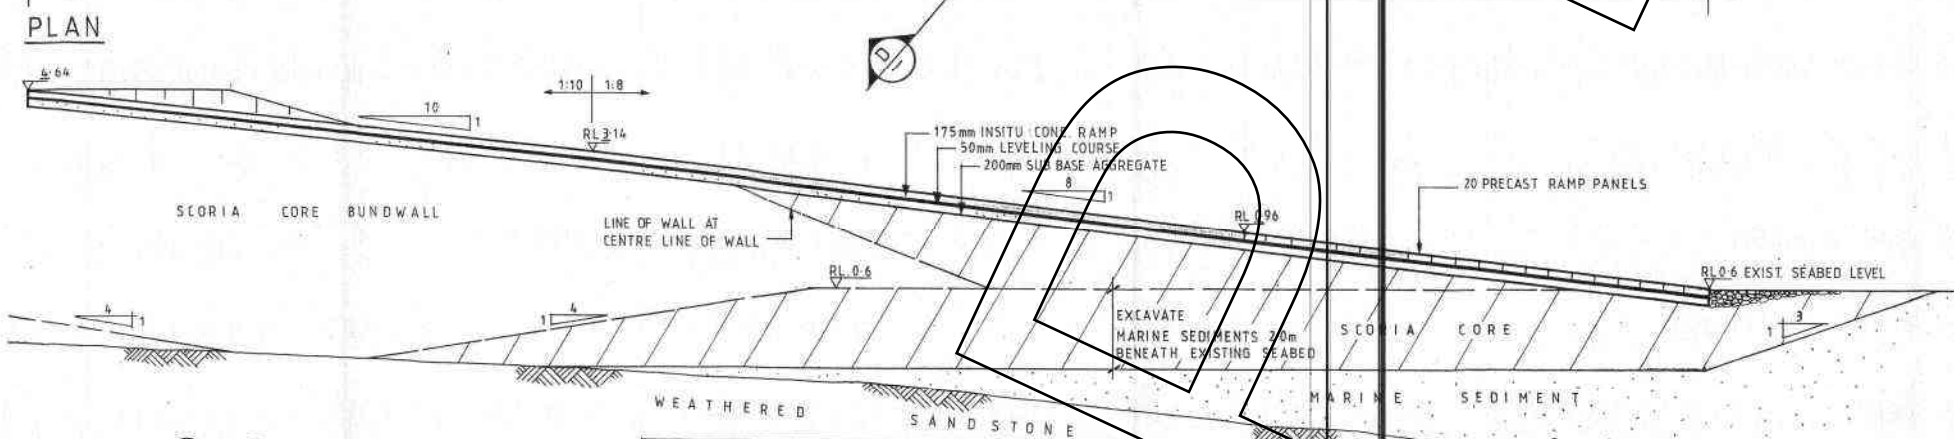 PLAN
D
4·64
1:10 1:8
10
1
RL 3·14
175mm INSITU CONC. RAMP
50mm LEVELING COURSE
200mm SUB BASE AGGREGATE
8
1
20 PRECAST RAMP PANELS
SCORIA CORE BUNDWALL
LINE OF WALL AT
CENTRE LINE OF WALL
RL 0·96
RL 0·6
RL 0·6 EXIST. SEABED LEVEL
4
1
4
1
EXCAVATE
MARINE SEDIMENTS 2·0m
BENEATH EXISTING SEABED
SCORIA CORE
3
1
WEATHERED SANDSTONE
MARINE SEDIMENT